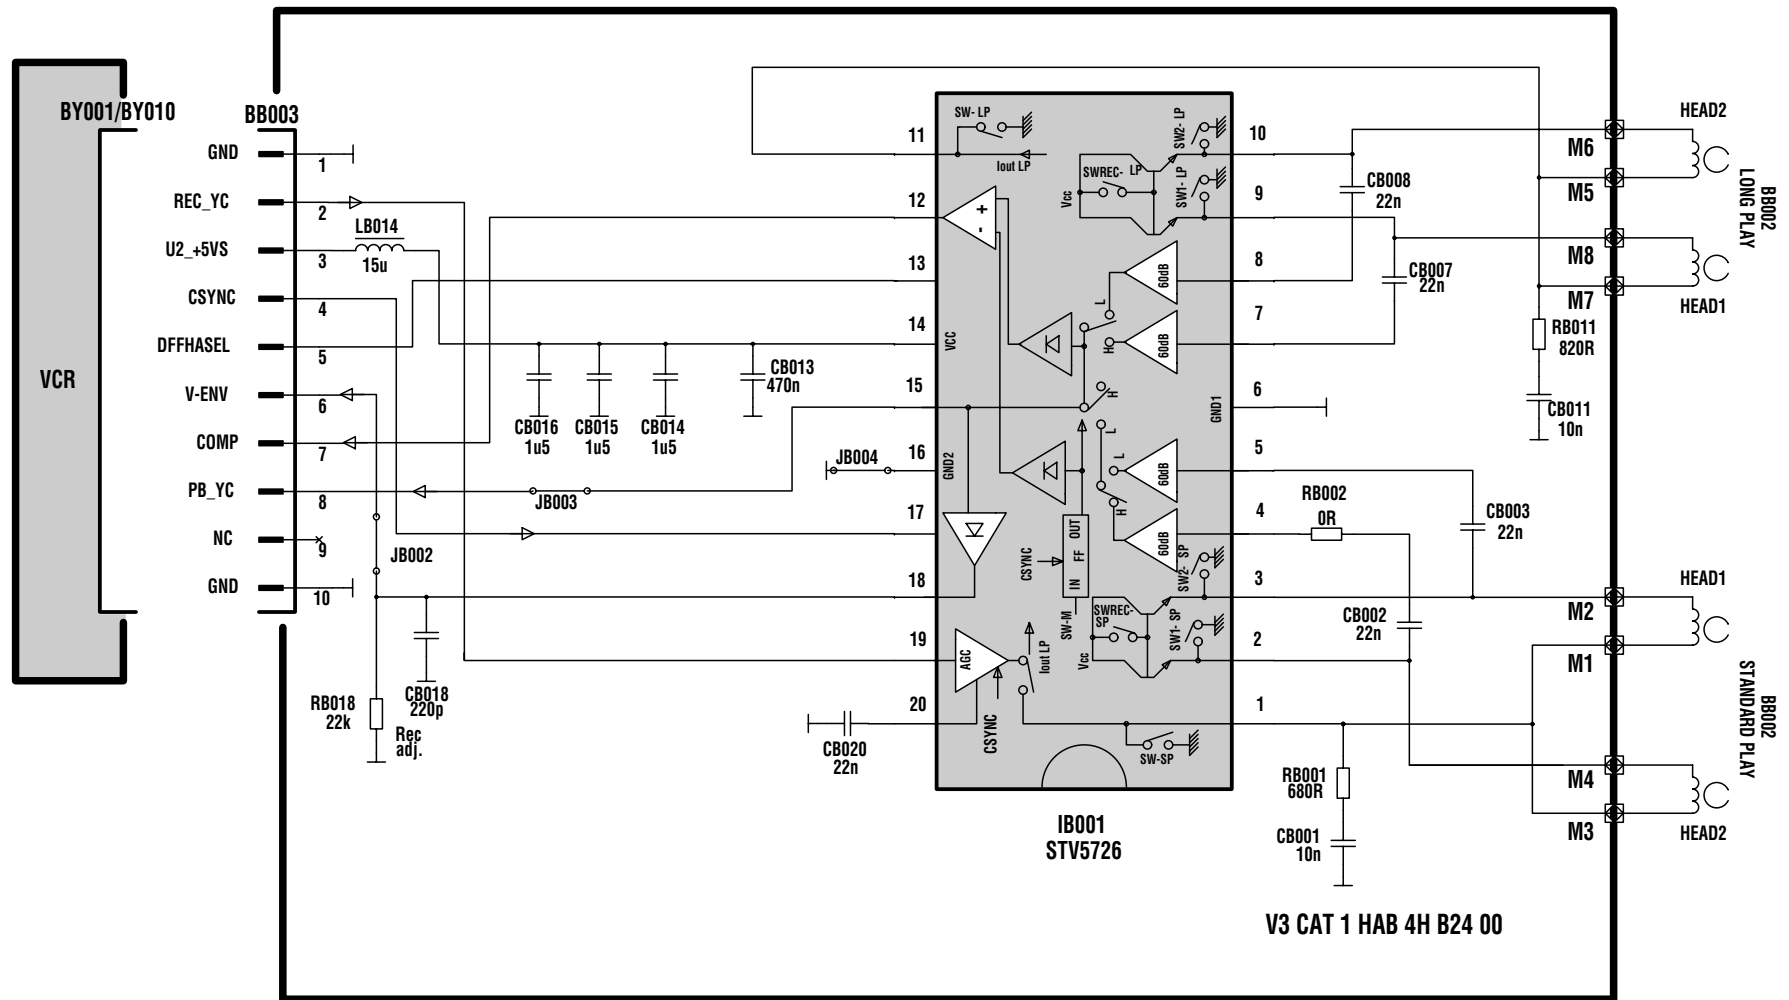 BY001/BY010
BB003
VCR
GND
1
REC_YC
2
U2_+5VS
3
CSYNC
4
DFFHASEL
5
V-ENV
6
COMP
7
PB_YC
8
NC
9
GND
10
LB014
15u
JB002
JB003
JB004
CB016
1u5
CB015
1u5
CB014
1u5
CB013
470n
RB018
22k
CB018
220p
Rec
adj.
CB020
22n
11
12
13
14
15
16
17
18
19
20
SW- LP
Iout LP
+
-
VCC
GND2
AGC
CSYNC
Iout LP
SW-SP
CSYNC
IN FF OUT
SW-M
SWREC-
SP
Vcc
SW1- SP
SW2- SP
SWREC- LP
Vcc
SW1- LP
SW2- LP
60dB
60dB
60dB
60dB
L
H
H
L
L
H
GND1
10
9
8
7
6
5
4
3
2
1
IB001
STV5726
CB008
22n
CB007
22n
RB011
820R
CB011
10n
RB002
0R
CB003
22n
CB002
22n
RB001
680R
CB001
10n
M6
M5
M8
M7
M2
M1
M4
M3
HEAD2
HEAD1
BB002
LONG PLAY
HEAD1
HEAD2
BB002
STANDARD PLAY
V3 CAT 1 HAB 4H B24 00